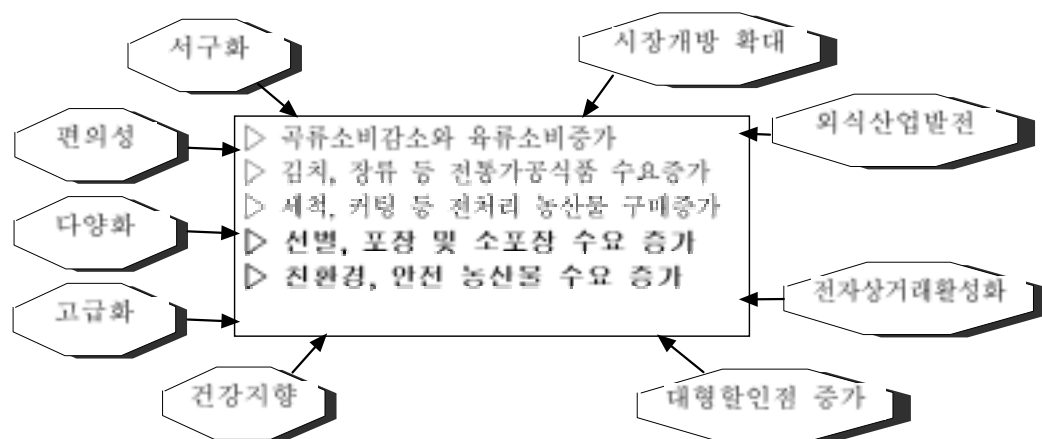 서구화
시장개방 확대
편의성
외식산업발전
▷ 곡류소비감소와 육류소비증가
▷ 김치, 장류 등 전통가공식품 수요증가
▷ 세척, 커팅 등 전처리 농산물 구매증가
▷ 선별, 포장 및 소포장 수요 증가
▷ 친환경, 안전 농산물 수요 증가
다양화
고급화
전자상거래활성화
건강지향
대형할인점 증가